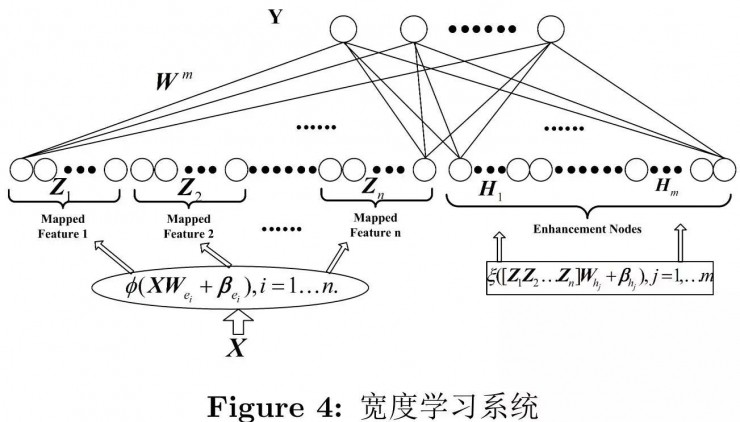 Y
W^m
......
......
Z_1
Z_2
Z_n
H_1
H_m
Mapped Feature 1
Mapped Feature 2
......
Mapped Feature n
Enhancement Nodes
ϕ(XW_{e_i} + β_{e_i}), i = 1…n.
ξ([Z_1Z_2…Z_n]W_{h_j} + β_{h_j}), j = 1,…m
X
Figure 4: 宽度学习系统